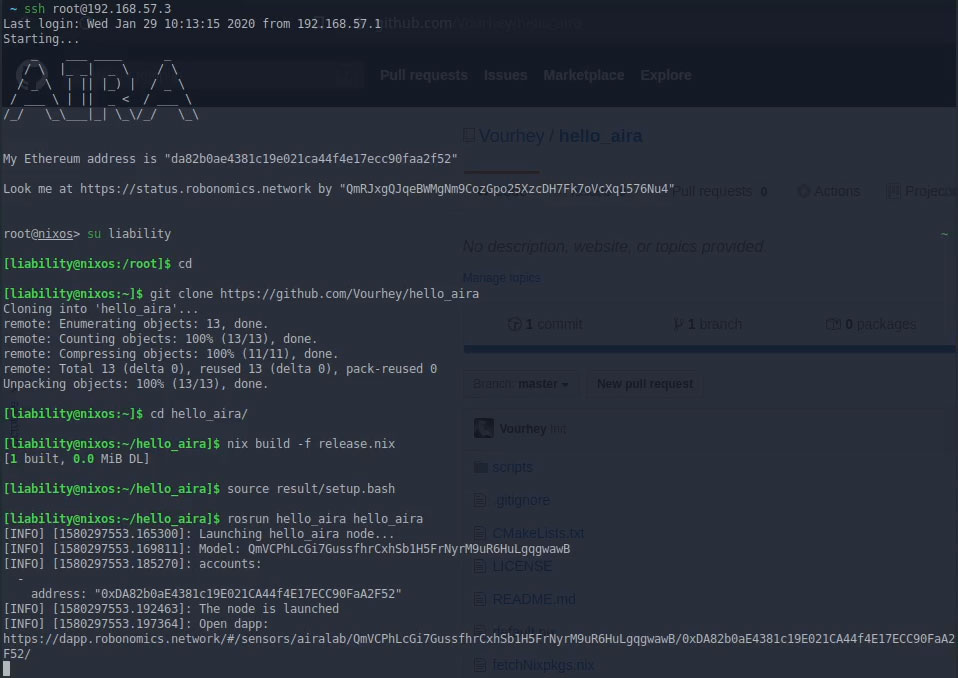 ~ ssh root@192.168.57.3
Last login: Wed Jan 29 10:13:15 2020 from 192.168.57.1
github.com/Vourhey/hello_aira
Starting...
Pull requests Issues Marketplace Explore
Vourhey / hello_aira
My Ethereum address is "da82b0ae4381c19e021ca44f4e17ecc90faa2f52"
Look me at https://status.robonomics.network by "QmRJxgQJqeBWMgNm9CozGpo25XzcDH7Fk7oVcXq1576Nu4"
Pull requests 0 Actions Projec
root@nixos> su liability ~
No description, website, or topics provided.
[liability@nixos:/root]$ cd
Manage topics
[liability@nixos:~]$ git clone https://github.com/Vourhey/hello_aira
Cloning into 'hello_aira'...
remote: Enumerating objects: 13, done.
1 commit 1 branch 0 packages
remote: Counting objects: 100% (13/13), done.
remote: Compressing objects: 100% (11/11), done.
remote: Total 13 (delta 0), reused 13 (delta 0), pack-reused 0
Unpacking objects: 100% (13/13), done.
Branch: master New pull request
[liability@nixos:~]$ cd hello_aira/
Vourhey Init
[liability@nixos:~/hello_aira]$ nix build -f release.nix
[1 built, 0.0 MiB DL]
scripts
[liability@nixos:~/hello_aira]$ source result/setup.bash
.gitignore
[liability@nixos:~/hello_aira]$ rosrun hello_aira hello_aira
[INFO] [1580297553.165300]: Launching hello_aira node...
CMakeLists.txt
[INFO] [1580297553.169811]: Model: QmVCPhLcGi7GussfhrCxhSb1H5FrNyrM9uR6HuLgqgwawB
[INFO] [1580297553.185270]: accounts:
LICENSE
-
address: "0xDA82b0aE4381c19E021CA44f4E17ECC90FaA2F52"
README.md
[INFO] [1580297553.192463]: The node is launched
[INFO] [1580297553.197364]: Open dapp:
default.nix
https://dapp.robonomics.network/#/sensors/airalab/QmVCPhLcGi7GussfhrCxhSb1H5FrNyrM9uR6HuLgqgwawB/0xDA82b0aE4381c19E021CA44f4E17ECC90FaA2
F52/
fetchNixpkgs.nix